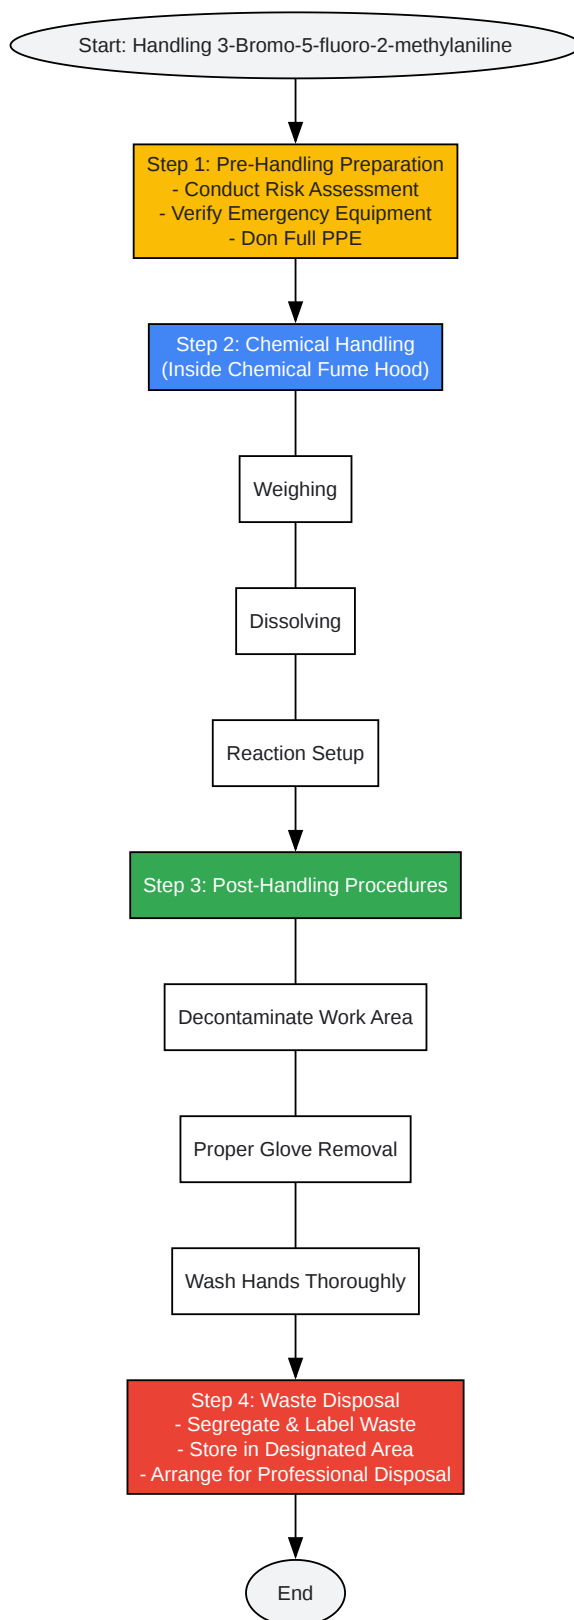 Start: Handling 3-Bromo-5-fluoro-2-methylaniline
Step 1: Pre-Handling Preparation
- Conduct Risk Assessment
- Verify Emergency Equipment
- Don Full PPE
Step 2: Chemical Handling
(Inside Chemical Fume Hood)
Weighing
Dissolving
Reaction Setup
Step 3: Post-Handling Procedures
Decontaminate Work Area
Proper Glove Removal
Wash Hands Thoroughly
Step 4: Waste Disposal
- Segregate & Label Waste
- Store in Designated Area
- Arrange for Professional Disposal
End